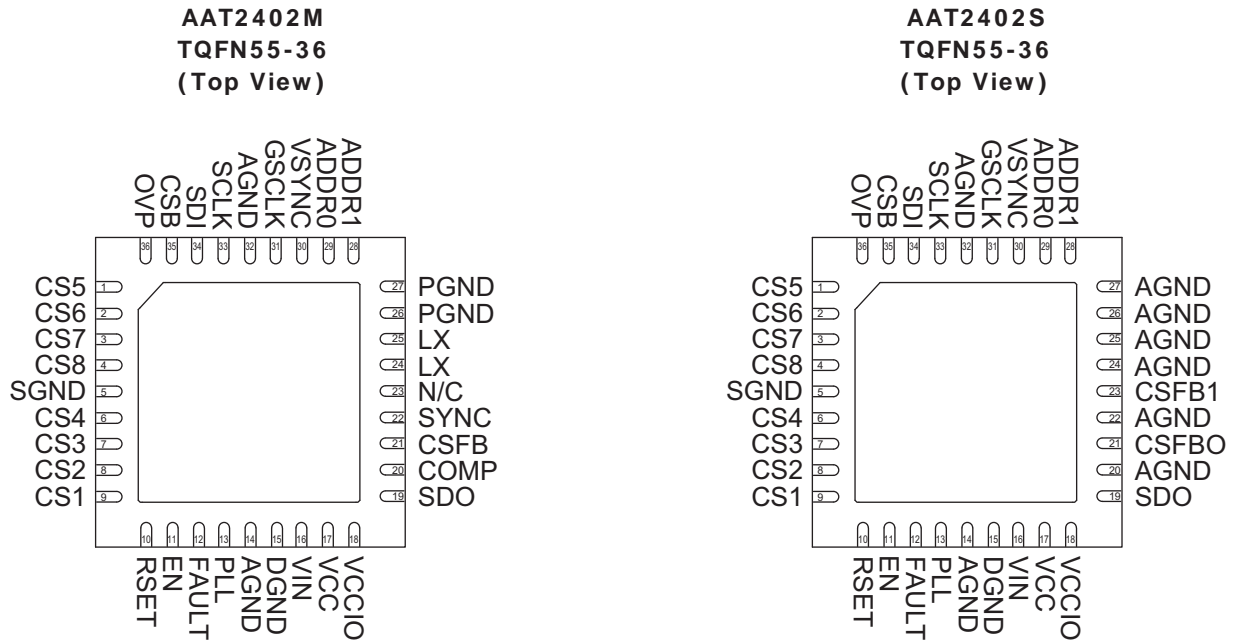 AAT2402M
TQFN55-36
(Top View)
OVP
CSB
SDI
SCLK
AGND
GSCLK
VSYNC
ADDR0
ADDR1
36
35
34
33
32
31
30
29
28
CS5 1
CS6 2
CS7 3
CS8 4
SGND 5
CS4 6
CS3 7
CS2 8
CS1 9
27 PGND
26 PGND
25 LX
24 LX
23 N/C
22 SYNC
21 CSFB
20 COMP
19 SDO
10
11
12
13
14
15
16
17
18
RSET
EN
FAULT
PLL
AGND
DGND
VIN
VCC
VCCIO
AAT2402S
TQFN55-36
(Top View)
OVP
CSB
SDI
SCLK
AGND
GSCLK
VSYNC
ADDR0
ADDR1
36
35
34
33
32
31
30
29
28
CS5 1
CS6 2
CS7 3
CS8 4
SGND 5
CS4 6
CS3 7
CS2 8
CS1 9
27 AGND
26 AGND
25 AGND
24 AGND
23 CSFB1
22 AGND
21 CSFBO
20 AGND
19 SDO
10
11
12
13
14
15
16
17
18
RSET
EN
FAULT
PLL
AGND
DGND
VIN
VCC
VCCIO